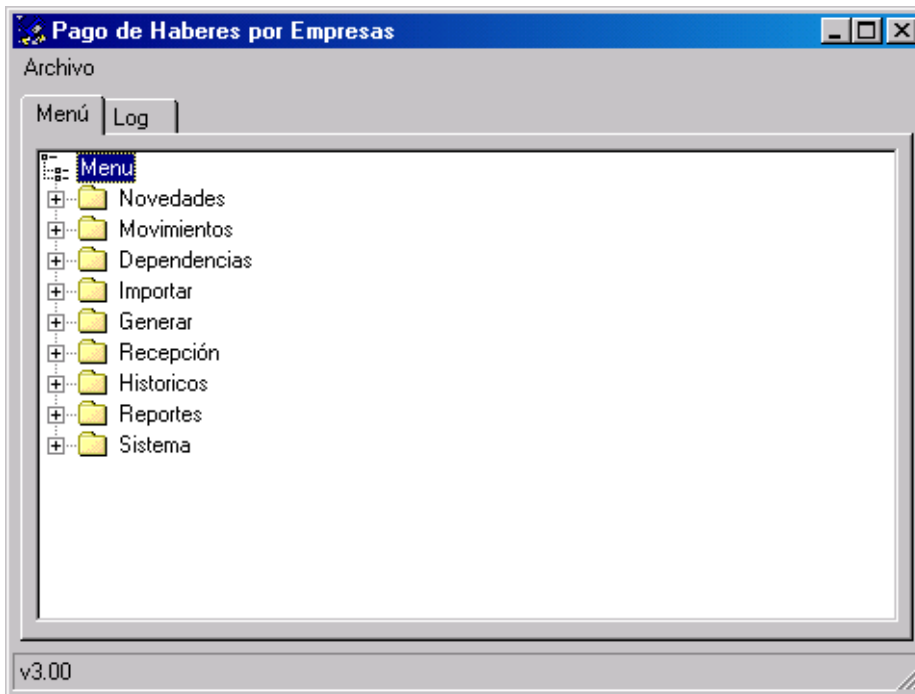 Pago de Haberes por Empresas
Archivo
Menú Log
Menu
Novedades
Movimientos
Dependencias
Importar
Generar
Recepción
Historicos
Reportes
Sistema
v3.00